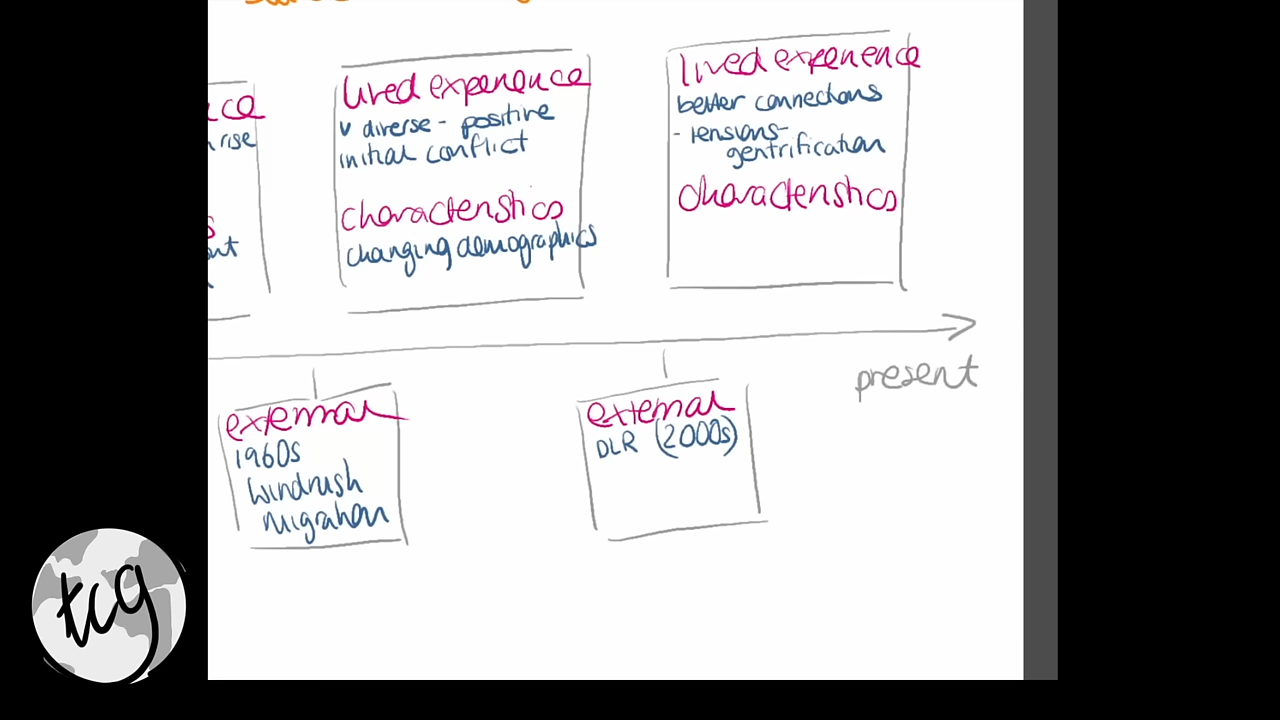 lived experience
v diverse - positive
initial conflict
characteristics
changing demographics
lived experience
better connections
- tensions-
gentrification
characteristics
nce
rise
s
present
external
1960s
Windrush
migration
external
DLR (2000s)
tcg